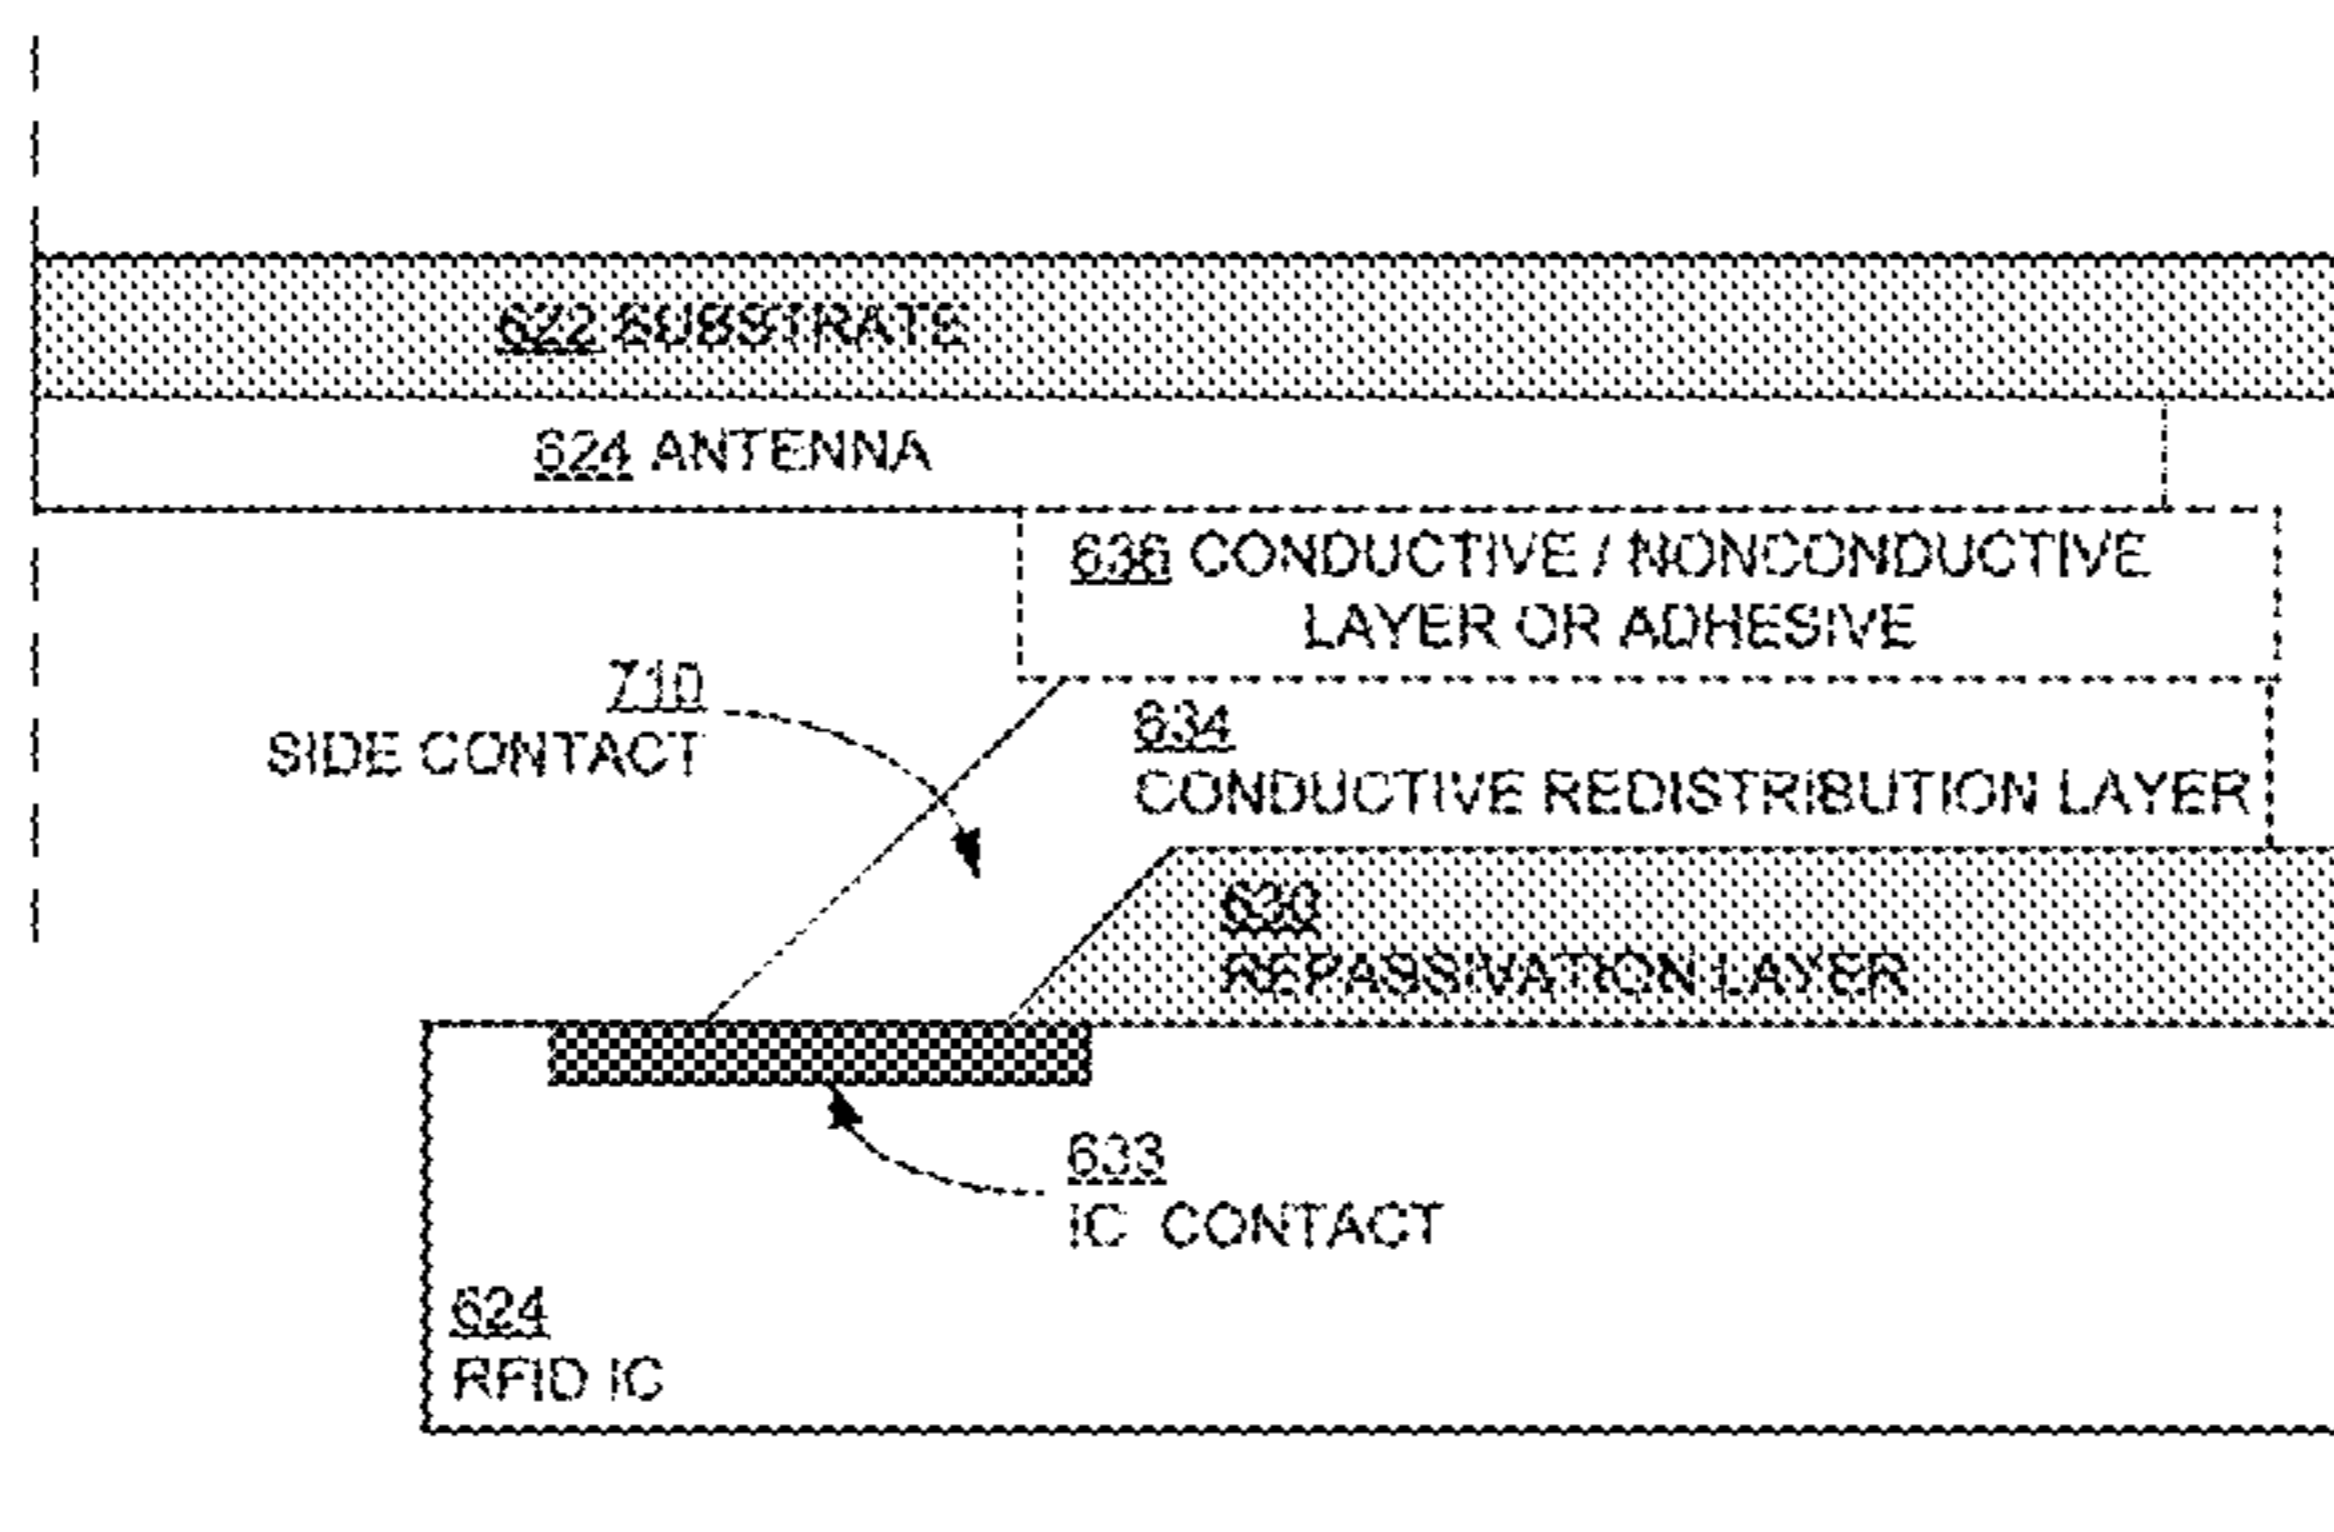 622 SUBSTRATE
624 ANTENNA
636 CONDUCTIVE / NONCONDUCTIVE
LAYER OR ADHESIVE
710
SIDE CONTACT
634
CONDUCTIVE REDISTRIBUTION LAYER
630
REPASSIVATION LAYER
633
IC CONTACT
624
RFID IC